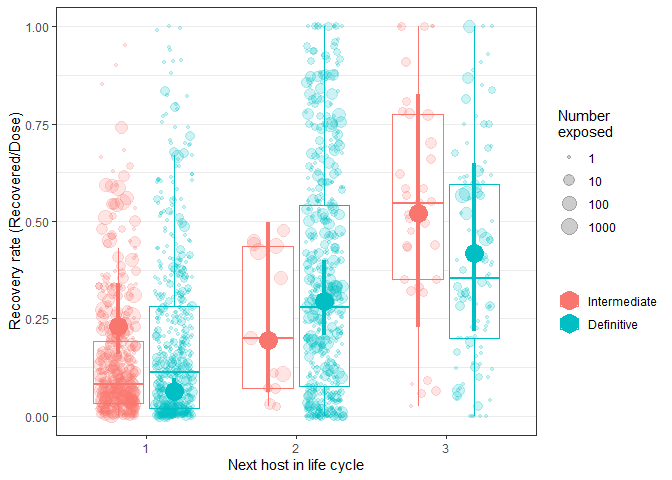 1.00
0.75
0.50
0.25
0.00
Recovery rate (Recovered/Dose)
1
2
3
Next host in life cycle
Number
exposed
1
10
100
1000
Intermediate
Definitive